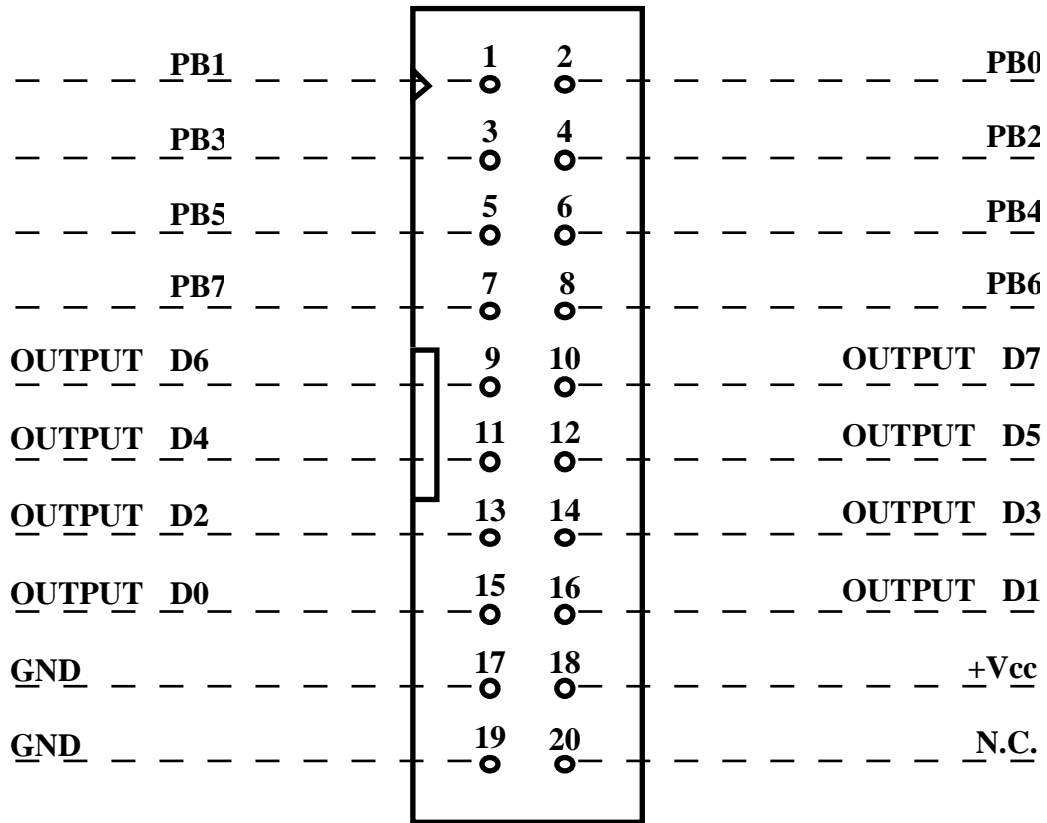 PB1 1 2 PB0
PB3 3 4 PB2
PB5 5 6 PB4
PB7 7 8 PB6
OUTPUT D6 9 10 OUTPUT D7
OUTPUT D4 11 12 OUTPUT D5
OUTPUT D2 13 14 OUTPUT D3
OUTPUT D0 15 16 OUTPUT D1
GND 17 18 +Vcc
GND 19 20 N.C.